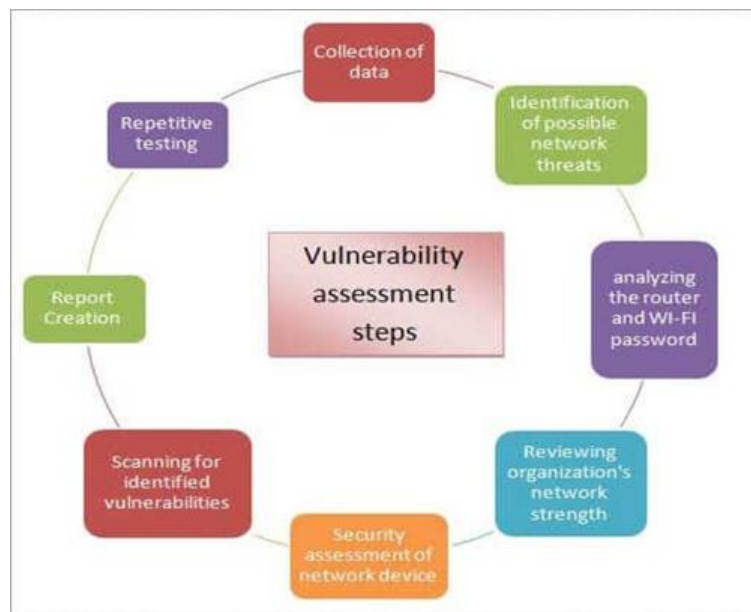 Collection of
data
Identification
of possible
network
threats
analyzing
the router
and WI-FI
password
Reviewing
organization's
network
strength
Security
assessment of
network device
Scanning for
identified
vulnerabilities
Report
Creation
Repetitive
testing
Vulnerability
assessment
steps